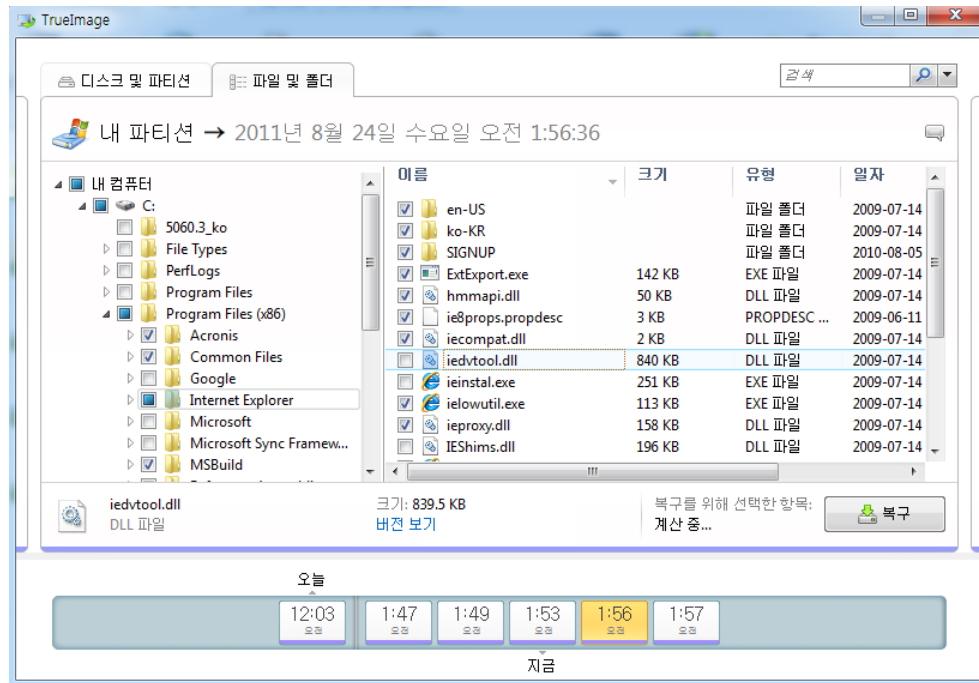 TrueImage
디스크 및 파티션
파일 및 폴더
검색
내 파티션 → 2011년 8월 24일 수요일 오전 1:56:36
내 컴퓨터
C:
5060.3_ko
File Types
PerfLogs
Program Files
Program Files (x86)
Acronis
Common Files
Google
Internet Explorer
Microsoft
Microsoft Sync Framew...
MSBuild
이름 크기 유형 일자
en-US 파일 폴더 2009-07-14
ko-KR 파일 폴더 2009-07-14
SIGNUP 파일 폴더 2010-08-05
ExtExport.exe 142 KB EXE 파일 2009-07-14
hmmapi.dll 50 KB DLL 파일 2009-07-14
ie8props.propdesc 3 KB PROPDESC ... 2009-06-11
iecompat.dll 2 KB DLL 파일 2009-07-14
iedvtool.dll 840 KB DLL 파일 2009-07-14
ieinstal.exe 251 KB EXE 파일 2009-07-14
ielowutil.exe 113 KB EXE 파일 2009-07-14
ieproxy.dll 158 KB DLL 파일 2009-07-14
IEShims.dll 196 KB DLL 파일 2009-07-14
iedvtool.dll
DLL 파일
크기: 839.5 KB
버전 보기
복구를 위해 선택한 항목:
계산 중...
복구
오늘
12:03 오전
1:47 오전
1:49 오전
1:53 오전
1:56 오전
1:57 오전
지금